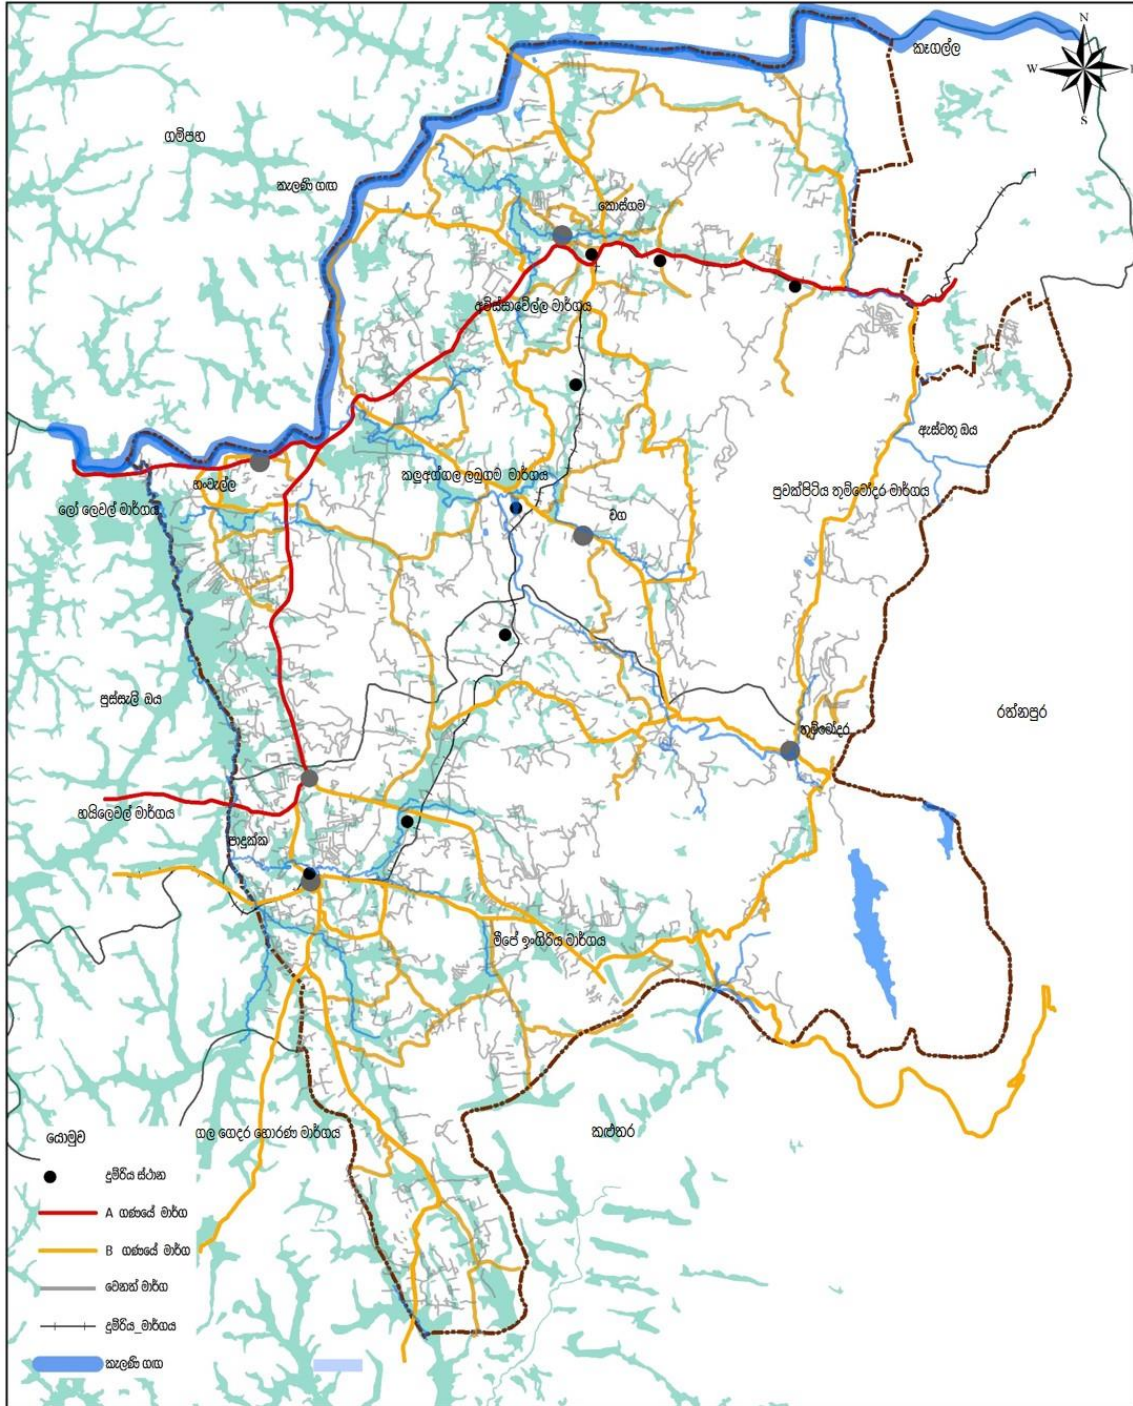 කෑගල්ල
N
W
E
S
ගම්පහ
කැලණි ගඟ
කොස්ගම
අවිස්සාවේල්ල මාර්ගය
ඇස්වතු ඔය
හංවැල්ල
කලුඅග්ගල ලබුගම මාර්ගය
පුවක්පිටිය තුම්මෝදර මාර්ගය
ලෝ ලෙවල් මාර්ගය
වග
පුස්සැලි ඔය
රත්නපුර
තුම්මෝදර
හයිලෙවල් මාර්ගය
පාදුක්ක
මීපේ ඉංගිරිය මාර්ගය
ගල ගෙදර හොරණ මාර්ගය
කළුතර
යොමුව
දුම්රිය ස්ථාන
A ගණයේ මාර්ග
B ගණයේ මාර්ග
වෙනත් මාර්ග
දුම්රිය_මාර්ගය
කැලණි ගඟ